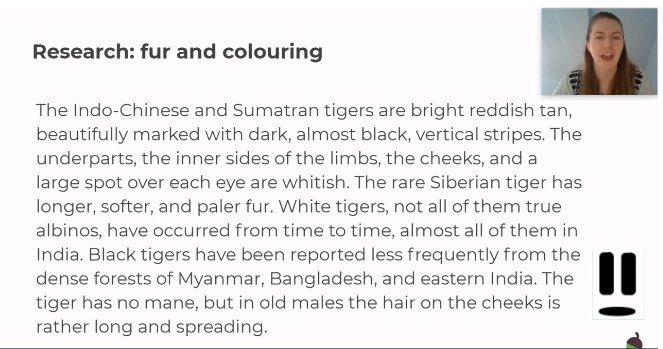 Research: fur and colouring
The Indo-Chinese and Sumatran tigers are bright reddish tan,
beautifully marked with dark, almost black, vertical stripes. The
underparts, the inner sides of the limbs, the cheeks, and a
large spot over each eye are whitish. The rare Siberian tiger has
longer, softer, and paler fur. White tigers, not all of them true
albinos, have occurred from time to time, almost all of them in
India. Black tigers have been reported less frequently from the
dense forests of Myanmar, Bangladesh, and eastern India. The
tiger has no mane, but in old males the hair on the cheeks is
rather long and spreading.